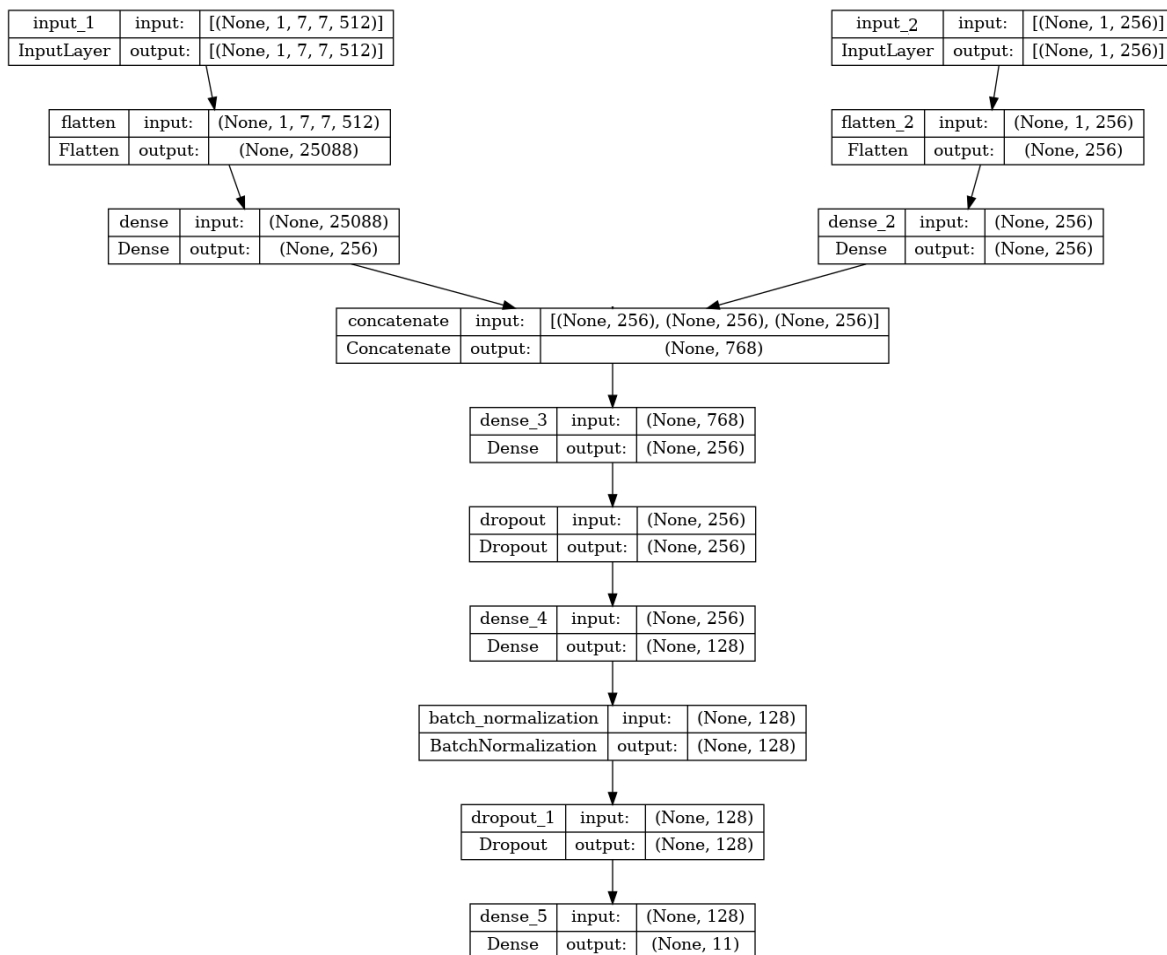 input_1 input: [(None, 1, 7, 7, 512)]
InputLayer output: [(None, 1, 7, 7, 512)]
input_2 input: [(None, 1, 256)]
InputLayer output: [(None, 1, 256)]
flatten input: (None, 1, 7, 7, 512)
Flatten output: (None, 25088)
flatten_2 input: (None, 1, 256)
Flatten output: (None, 256)
dense input: (None, 25088)
Dense output: (None, 256)
dense_2 input: (None, 256)
Dense output: (None, 256)
concatenate input: [(None, 256), (None, 256), (None, 256)]
Concatenate output: (None, 768)
dense_3 input: (None, 768)
Dense output: (None, 256)
dropout input: (None, 256)
Dropout output: (None, 256)
dense_4 input: (None, 256)
Dense output: (None, 128)
batch_normalization input: (None, 128)
BatchNormalization output: (None, 128)
dropout_1 input: (None, 128)
Dropout output: (None, 128)
dense_5 input: (None, 128)
Dense output: (None, 11)